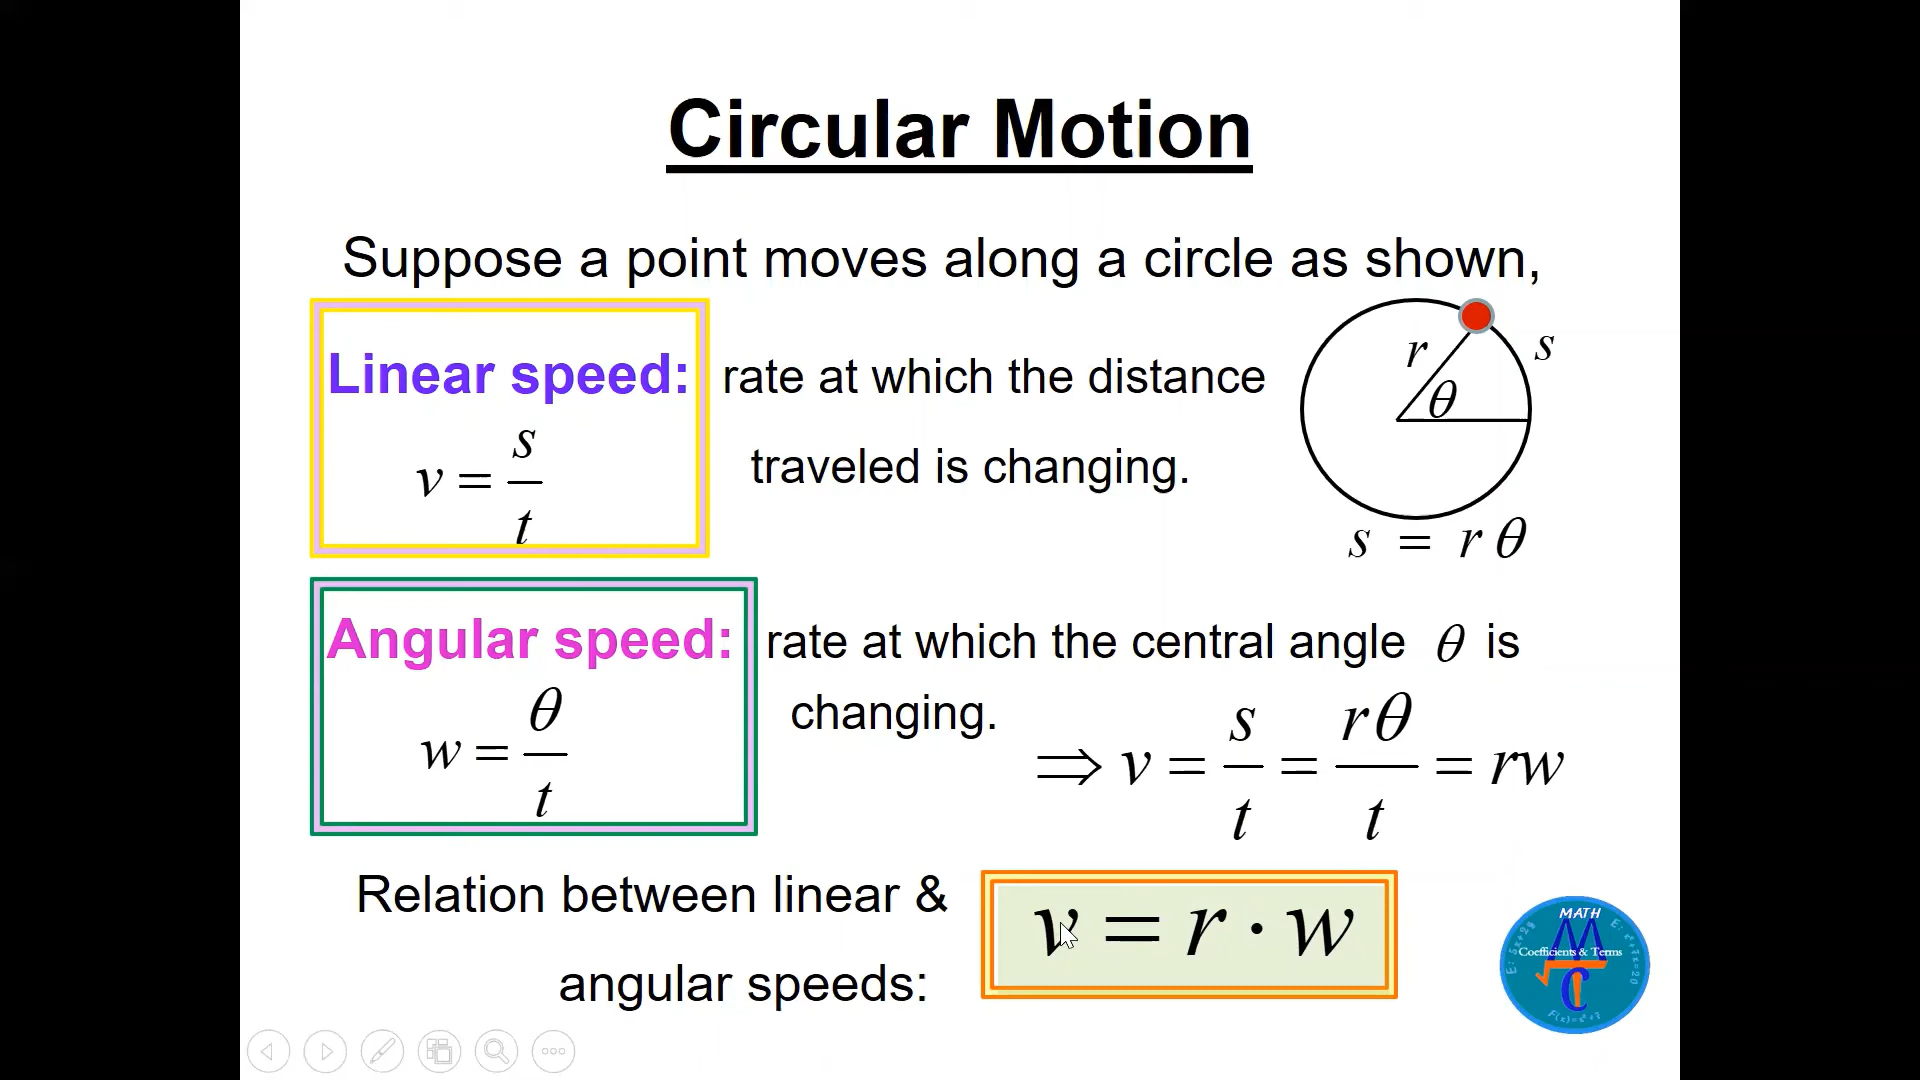 Circular Motion
Suppose a point moves along a circle as shown,
Linear speed: rate at which the distance
traveled is changing.
v = s/t
r
θ
s
s = r θ
Angular speed: rate at which the central angle θ is
changing.
w = θ/t
⇒ v = s/t = rθ/t = rw
Relation between linear &
angular speeds:
v = r · w
MATH
Coefficients & Terms